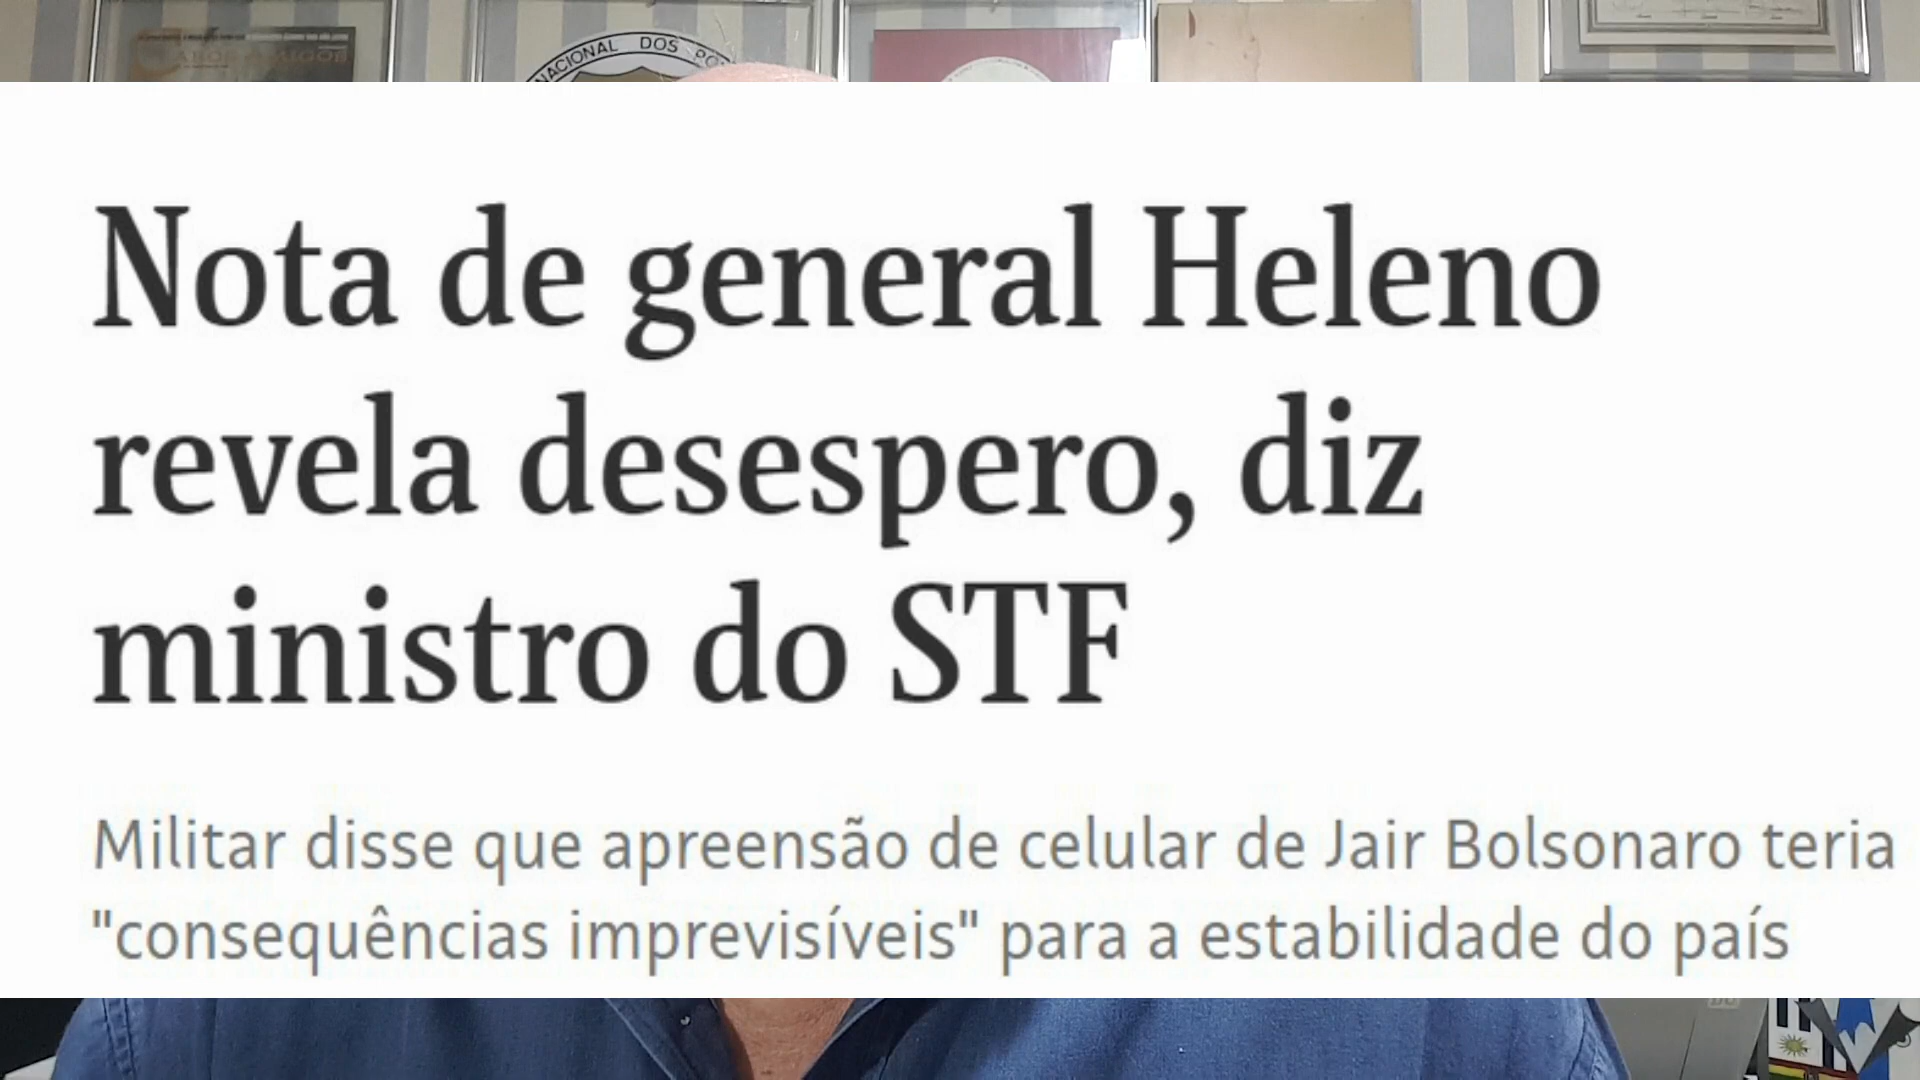 NACIONAL DOS
Nota de general Heleno
revela desespero, diz
ministro do STF
Militar disse que apreensão de celular de Jair Bolsonaro teria
"consequências imprevisíveis" para a estabilidade do país